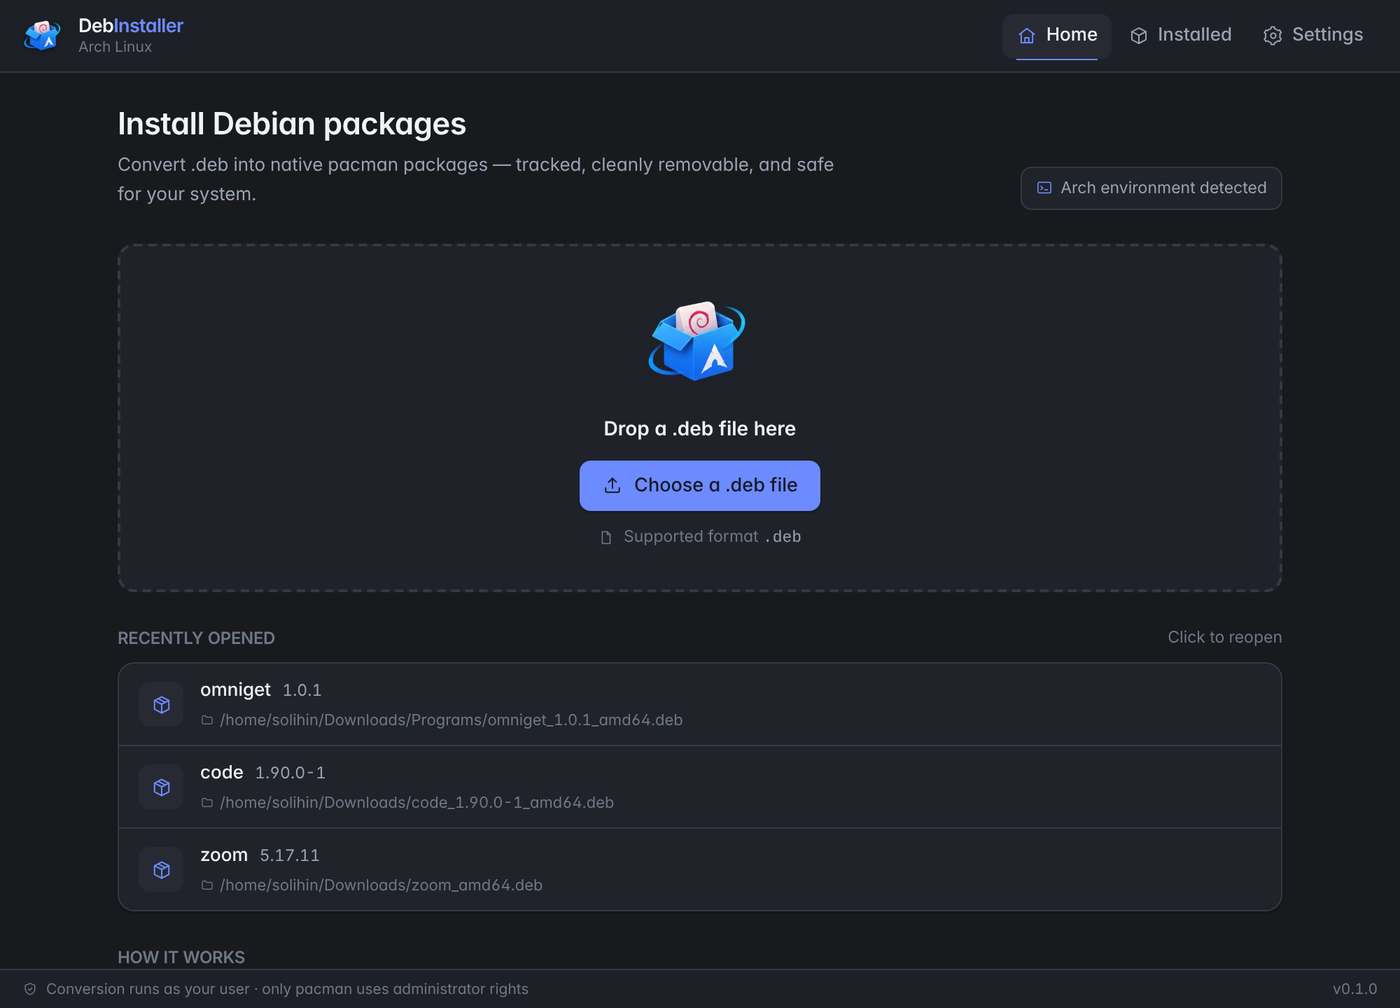 DebInstaller
Arch Linux
Home
Installed
Settings
Install Debian packages
Convert .deb into native pacman packages — tracked, cleanly removable, and safe
for your system.
Arch environment detected
Drop a .deb file here
Choose a .deb file
Supported format .deb
RECENTLY OPENED
Click to reopen
omniget 1.0.1
/home/solihin/Downloads/Programs/omniget_1.0.1_amd64.deb
code 1.90.0-1
/home/solihin/Downloads/code_1.90.0-1_amd64.deb
zoom 5.17.11
/home/solihin/Downloads/zoom_amd64.deb
HOW IT WORKS
Conversion runs as your user · only pacman uses administrator rights
v0.1.0